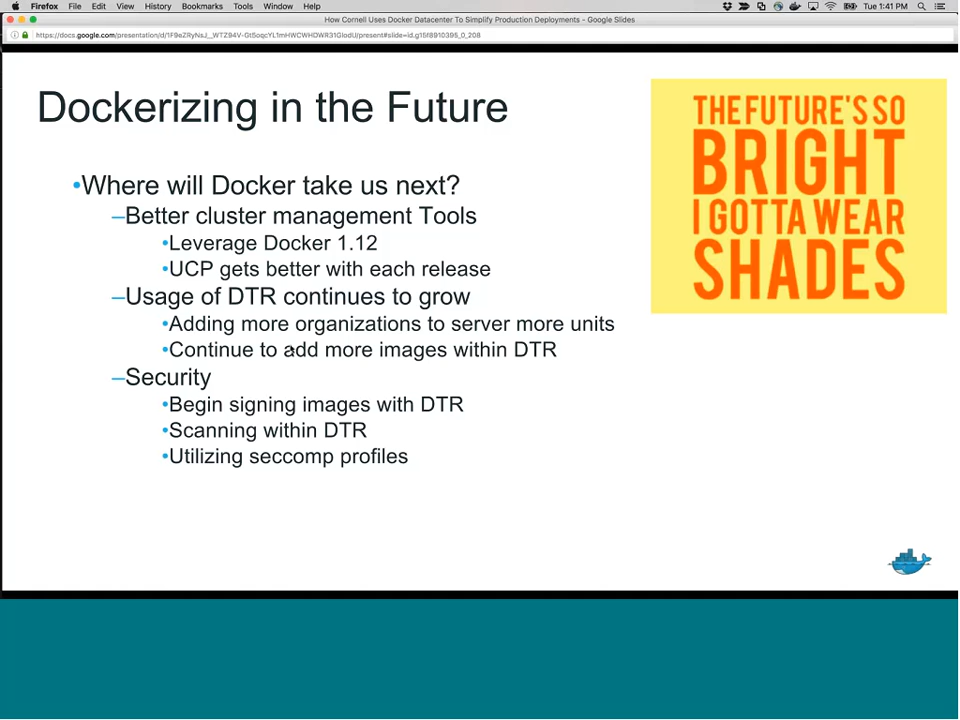 Firefox File Edit View History Bookmarks Tools Window Help Tue 1:41 PM
How Cornell Uses Docker Datacenter To Simplify Production Deployments - Google Slides
Dockerizing in the Future
•Where will Docker take us next?
–Better cluster management Tools
•Leverage Docker 1.12
•UCP gets better with each release
–Usage of DTR continues to grow
•Adding more organizations to server more units
•Continue to add more images within DTR
–Security
•Begin signing images with DTR
•Scanning within DTR
•Utilizing seccomp profiles
THE FUTURE'S SO
BRIGHT
I GOTTA WEAR
SHADES